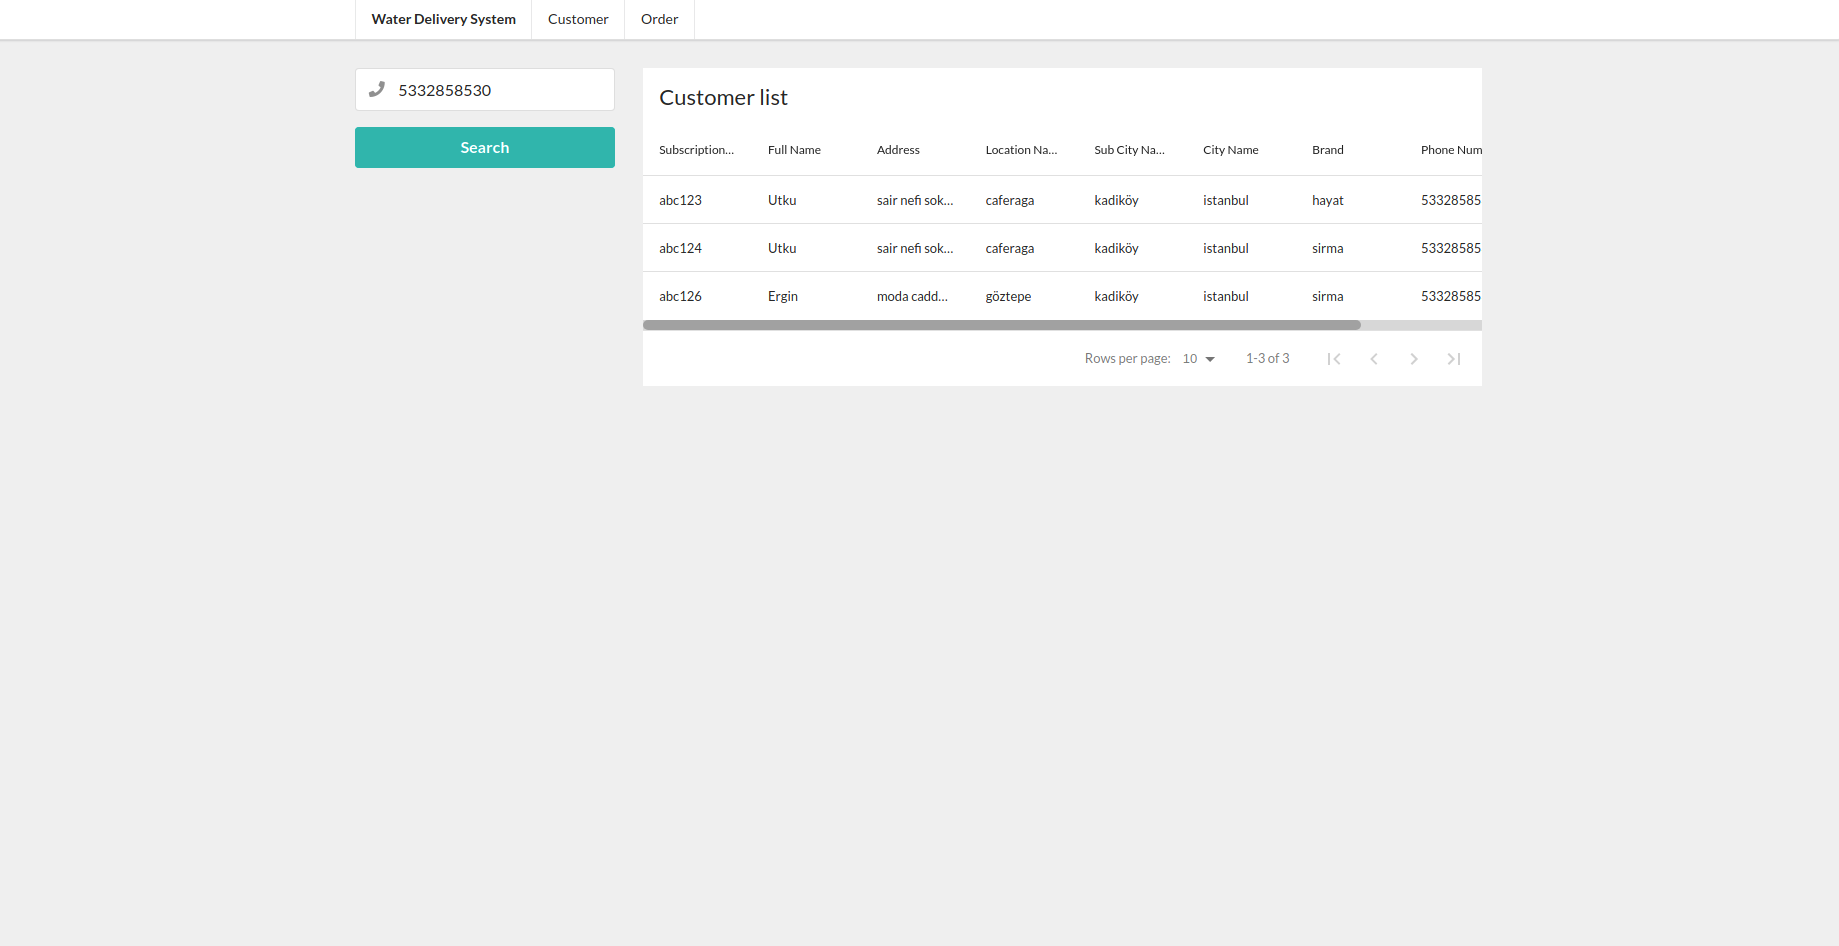 Water Delivery System Customer Order
5332858530
Search
Customer list
Subscription... Full Name Address Location Na... Sub City Na... City Name Brand Phone Num
abc123 Utku sair nefi sok... caferaga kadiköy istanbul hayat 53328585
abc124 Utku sair nefi sok... caferaga kadiköy istanbul sirma 53328585
abc126 Ergin moda cadd... göztepe kadiköy istanbul sirma 53328585
Rows per page: 10 1-3 of 3